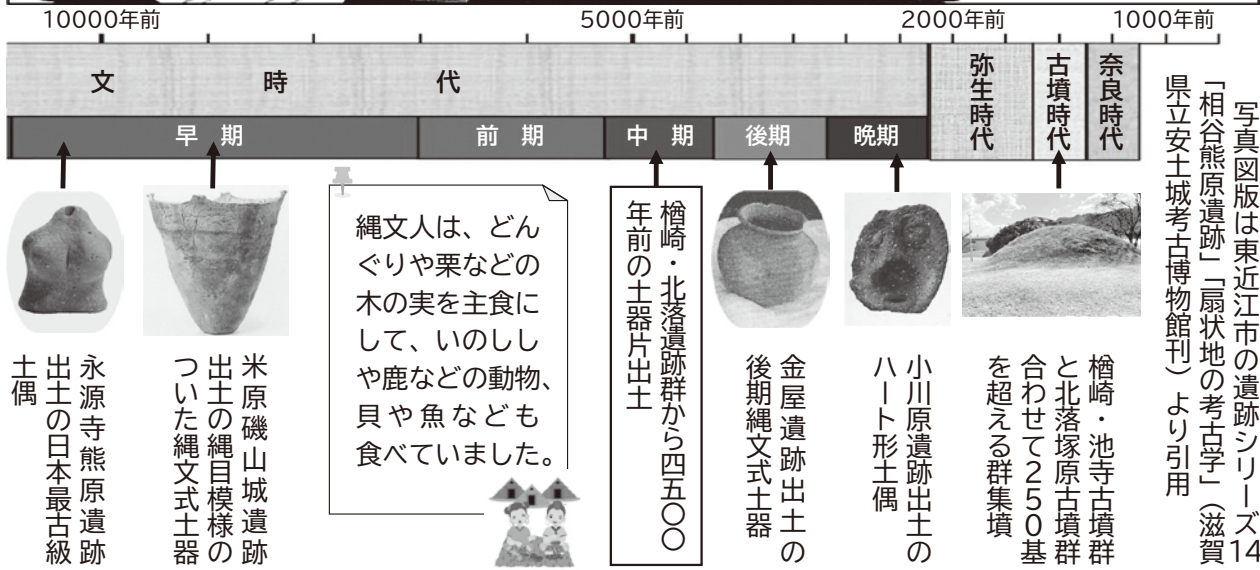 10000年前
5000年前
2000年前
1000年前
文時代
早期
前期
中期
後期
晩期
弥生時代
古墳時代
奈良時代
永源寺熊原遺跡
出土の日本最古級
土偶
米原磯山城遺跡
出土の縄目模様の
ついた縄文式土器
縄文人は、どん
ぐりや栗などの
木の実を主食に
して、いのしし
や鹿などの動物、
貝や魚なども
食べていました。
楢崎・北落遺跡群から四五〇〇
年前の土器片出土
金屋遺跡出土の
後期縄文式土器
小川原遺跡出土の
ハート形土偶
楢崎・池寺古墳群
と北落塚原古墳群
合わせて250基
を超える群集墳
写真図版は東近江市の遺跡シリーズ14
「相谷熊原遺跡」「扇状地の考古学」(滋賀
県立安土城考古博物館刊)より引用